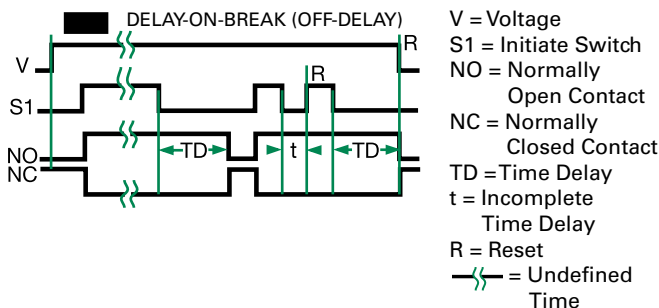 DELAY-ON-BREAK (OFF-DELAY)
R
V
R
S1
NO
NC
TD
t
TD
V = Voltage
S1 = Initiate Switch
NO = Normally
Open Contact
NC = Normally
Closed Contact
TD = Time Delay
t = Incomplete
Time Delay
R = Reset
= Undefined
Time